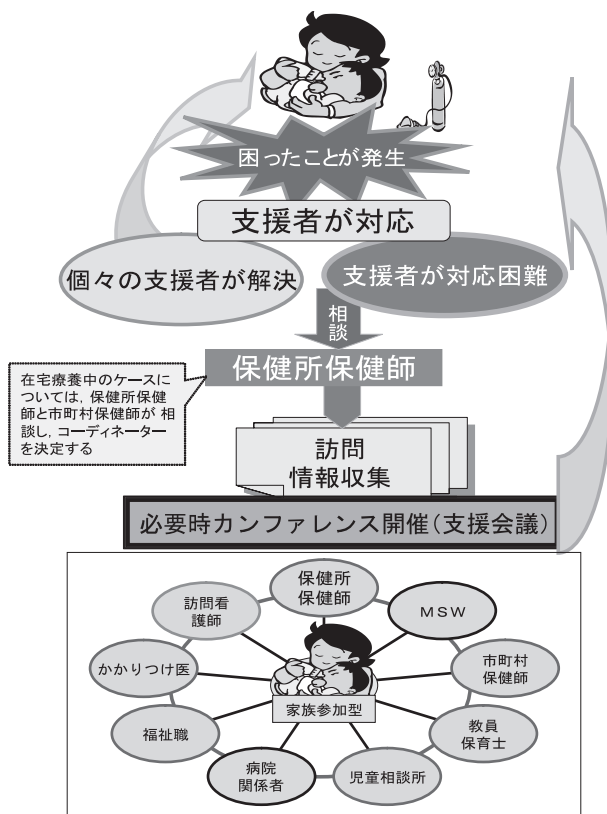 困ったことが発生
支援者が対応
個々の支援者が解決
支援者が対応困難
相談
保健所保健師
在宅療養中のケースに
ついては，保健所保健
師と市町村保健師が 相
談し，コーディネーター
を決定する
訪問
情報収集
必要時カンファレンス開催（支援会議）
保健所
保健師
訪問看
護師
ＭＳＷ
かかりつけ医
市町村
保健師
家族参加型
福祉職
教員
保育士
病院
関係者
児童相談所